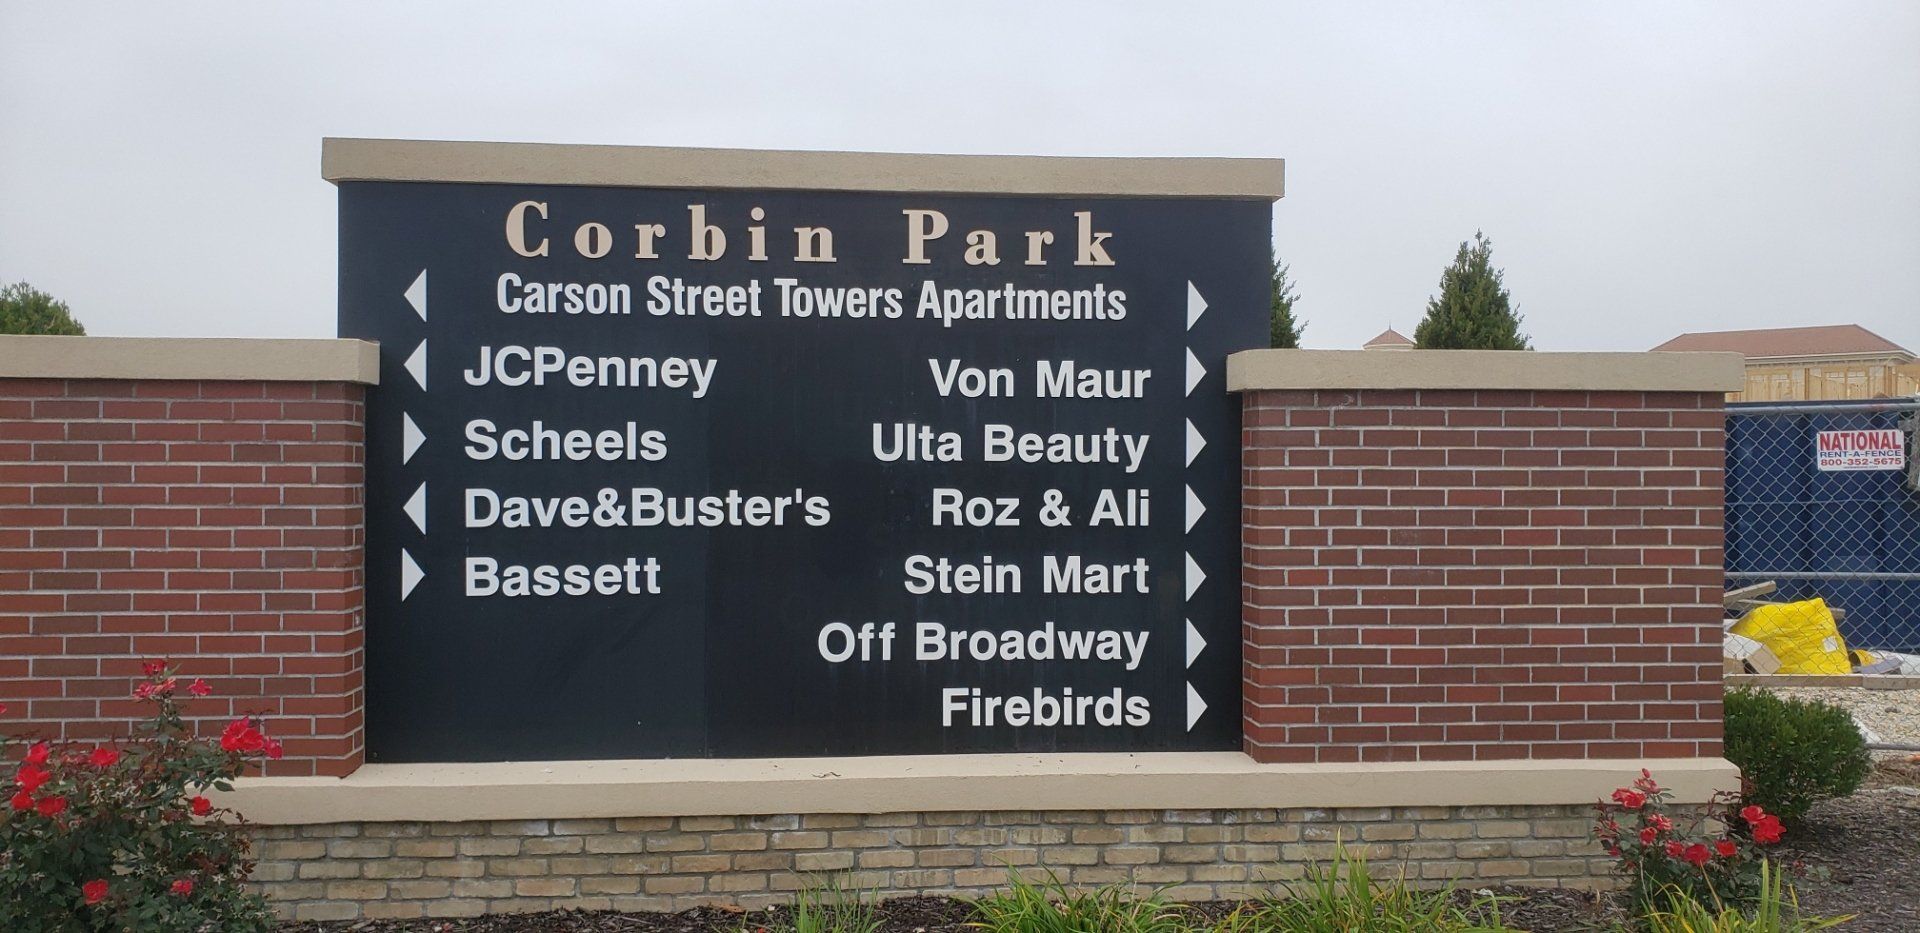 Corbin Park
Carson Street Towers Apartments
JCPenney
Von Maur
Scheels
Ulta Beauty
Dave&Buster's
Roz & Ali
Bassett
Stein Mart
Off Broadway
Firebirds
NATIONAL
RENT-A-FENCE
800-352-5675